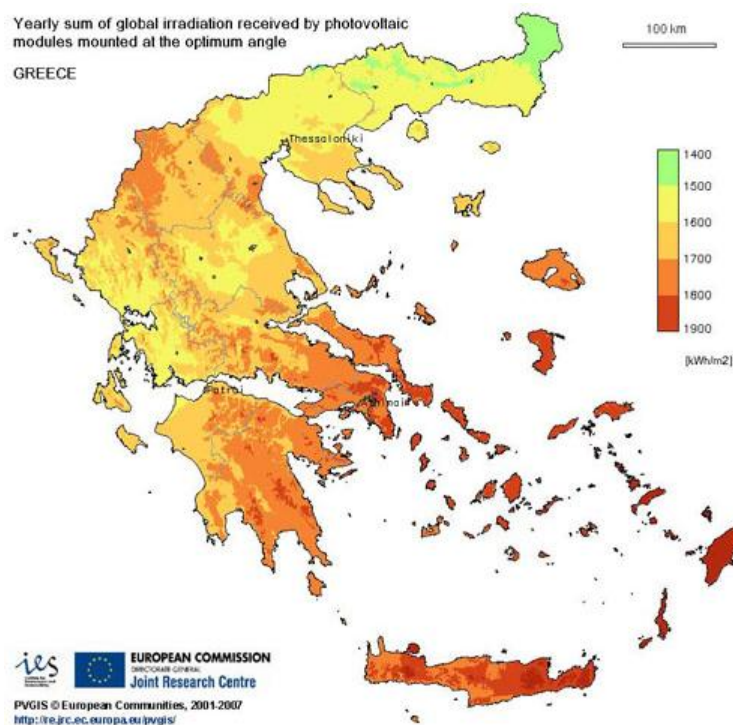 Yearly sum of global irradiation received by photovoltaic
modules mounted at the optimum angle
GREECE
100 km
Thessaloniki
1400
1500
1600
1700
1800
1900
[kWh/m2]
Patrai
ies
EUROPEAN COMMISSION
DIRECTORATE GENERAL
Joint Research Centre
PVGIS © European Communities, 2001-2007
http://re.jrc.ec.europa.eu/pvgis/